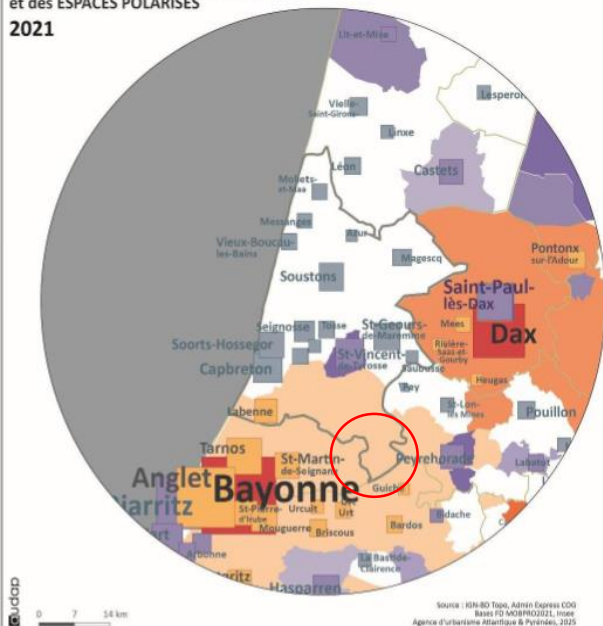 et des ESPACES POLARISÉS
2021
Lit-et-Mixe
Lesperon
Vielle-
Saint-Girons
Linxe
Léon
Castets
Moliets-
et-Maa
Messanges
Azur
Vieux-Boucau-
les-Bains
Magescq
Pontonx
sur-l'Adour
Soustons
Saint-Paul-
lès-Dax
Seignosse
Tosse
St-Geours-
de-Maremne
Mées
Dax
Soorts-Hossegor
St-Vincent-
de-Tyrosse
Rivière-
Saas-et-
Gourby
Capbreton
Saubusse
Heugas
Pey
Labenne
St-Lon-
les Mines
Pouillon
Tarnos
St-Martin-
de-Seignanx
Peyrehorade
Labatut
Anglet
Bayonne
Guiche
Biarritz
St-Pierre-
d'Irube
Urcuit
Urt
Bidache
Mouguerre
Briscous
Bardos
Arbonne
La Bastide-
Clairence
Hasparren
audap
0 7 14 km
Source : IGN-BD Topo, Admin Express COG
Bases FD MOBPRO2021, Insee
Agence d'urbanisme Atlantique & Pyrénées, 2025